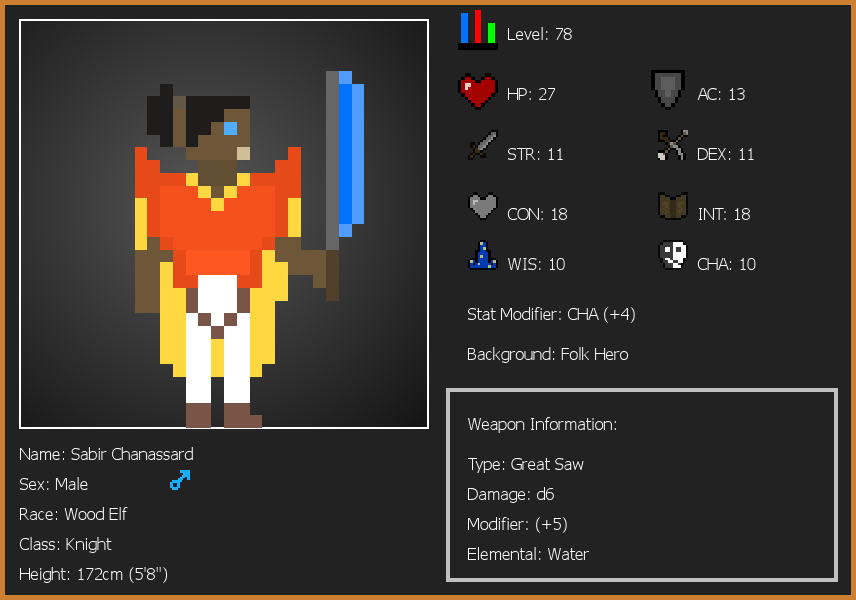 Level: 78
HP: 27
AC: 13
STR: 11
DEX: 11
CON: 18
INT: 18
WIS: 10
CHA: 10
Stat Modifier: CHA (+4)
Background: Folk Hero
Weapon Information:
Type: Great Saw
Damage: d6
Modifier: (+5)
Elemental: Water
Name: Sabir Chanassard
Sex: Male
Race: Wood Elf
Class: Knight
Height: 172cm (5'8")